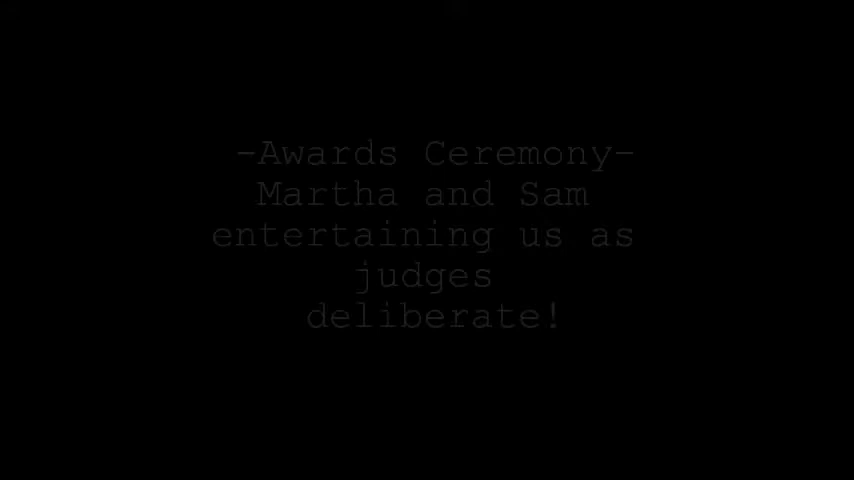 -Awards Ceremony-
Martha and Sam
entertaining us as
judges
deliberate!